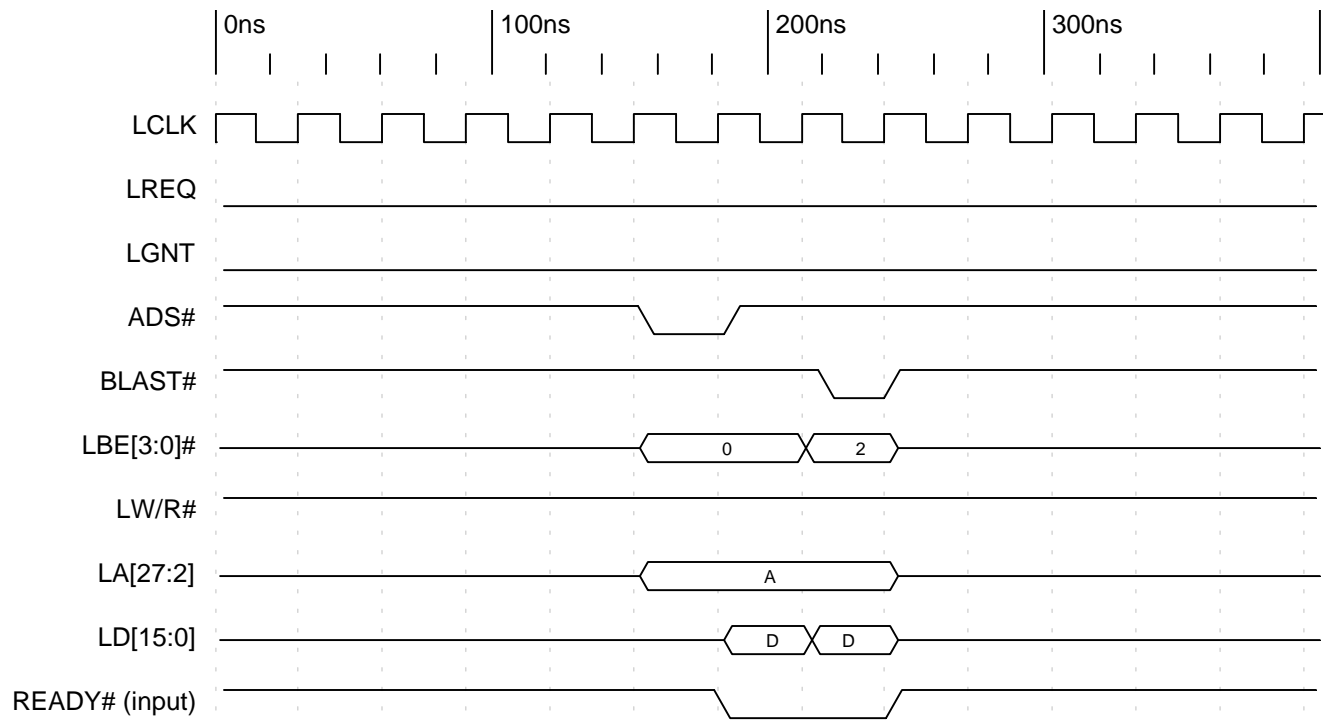 0ns 100ns 200ns 300ns
LCLK
LREQ
LGNT
ADS#
BLAST#
LBE[3:0]# 0 2
LW/R#
LA[27:2] A
LD[15:0] D D
READY# (input)